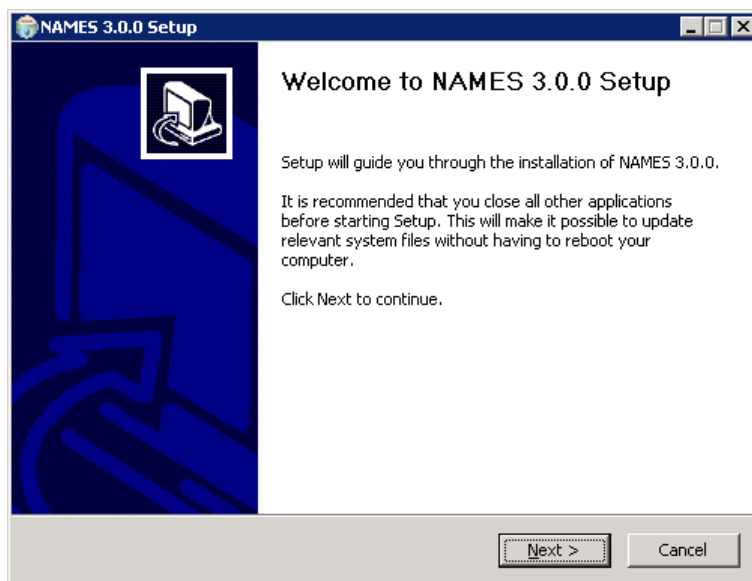 NAMES 3.0.0 Setup
Welcome to NAMES 3.0.0 Setup
Setup will guide you through the installation of NAMES 3.0.0.
It is recommended that you close all other applications
before starting Setup. This will make it possible to update
relevant system files without having to reboot your
computer.
Click Next to continue.
Next >
Cancel